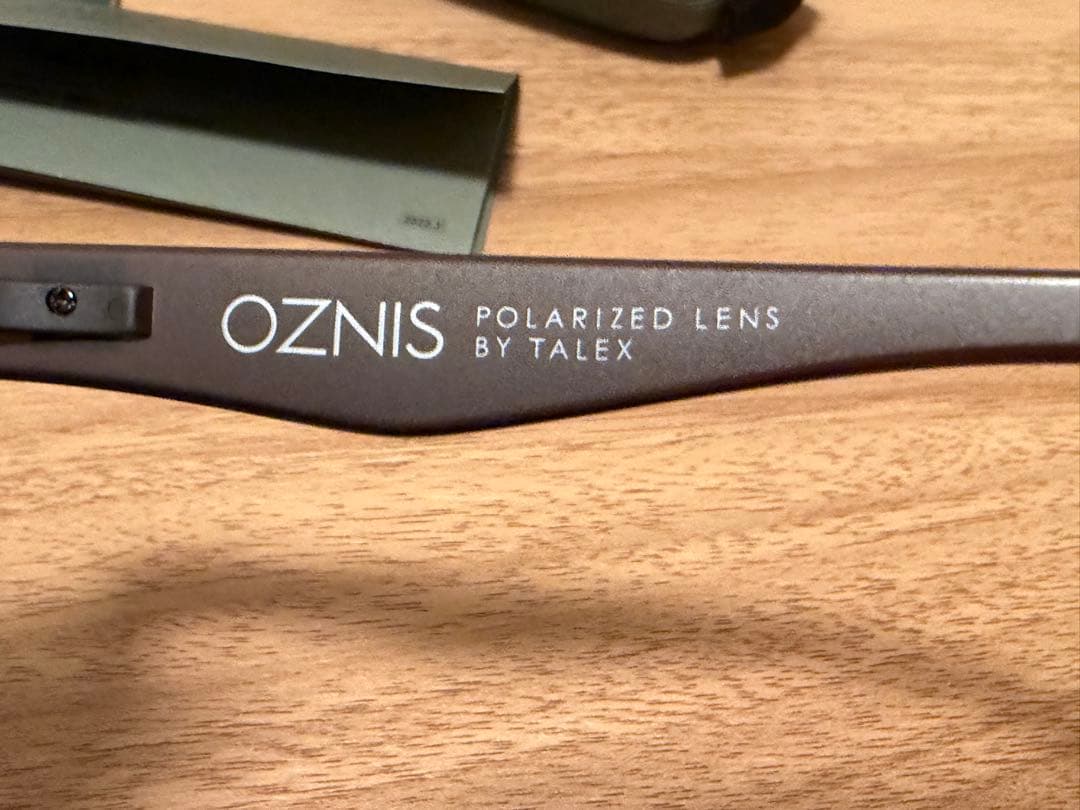 OZNIS
POLARIZED LENS
BY TALEX